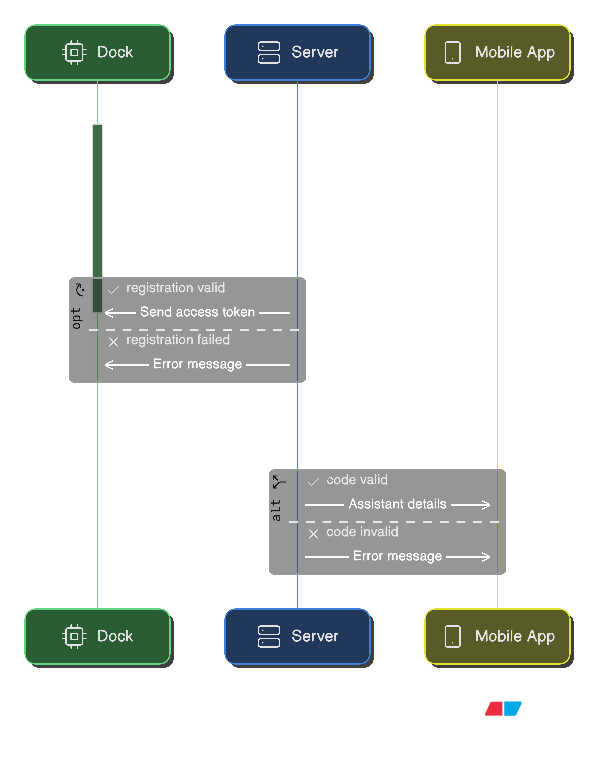 Dock
Server
Mobile App
opt
registration valid
Send access token
registration failed
Error message
alt
code valid
Assistant details
code invalid
Error message
Dock
Server
Mobile App